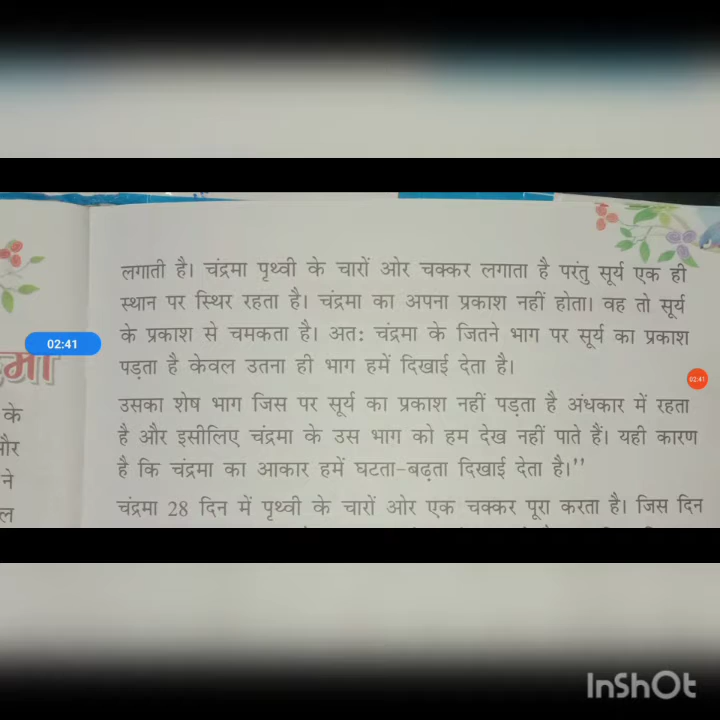 लगाती है। चंद्रमा पृथ्वी के चारों ओर चक्कर लगाता है परंतु सूर्य एक ही
स्थान पर स्थिर रहता है। चंद्रमा का अपना प्रकाश नहीं होता। वह तो सूर्य
के प्रकाश से चमकता है। अत: चंद्रमा के जितने भाग पर सूर्य का प्रकाश
पड़ता है केवल उतना ही भाग हमें दिखाई देता है।
उसका शेष भाग जिस पर सूर्य का प्रकाश नहीं पड़ता है अंधकार में रहता
है और इसीलिए चंद्रमा के उस भाग को हम देख नहीं पाते हैं। यही कारण
है कि चंद्रमा का आकार हमें घटता-बढ़ता दिखाई देता है।''
चंद्रमा 28 दिन में पृथ्वी के चारों ओर एक चक्कर पूरा करता है। जिस दिन
02:41
02:41
मा
के
ने
InShOt